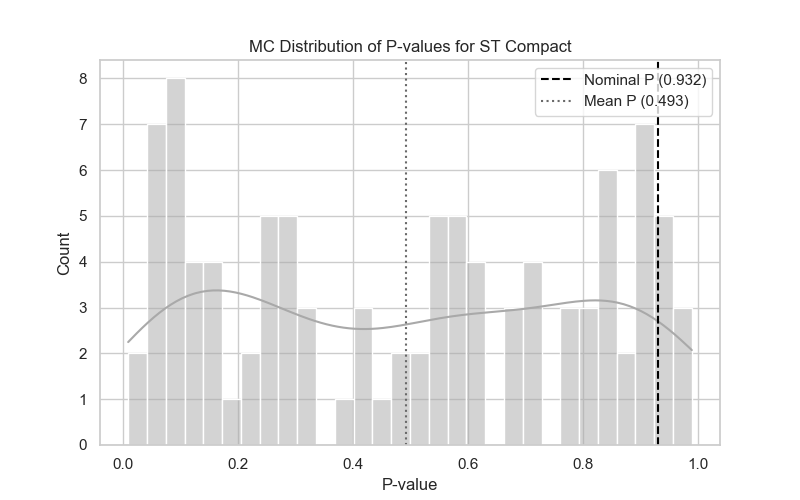 MC Distribution of P-values for ST Compact
Nominal P (0.932)
Mean P (0.493)
8
7
6
5
4
3
2
1
0
Count
0.0 0.2 0.4 0.6 0.8 1.0
P-value